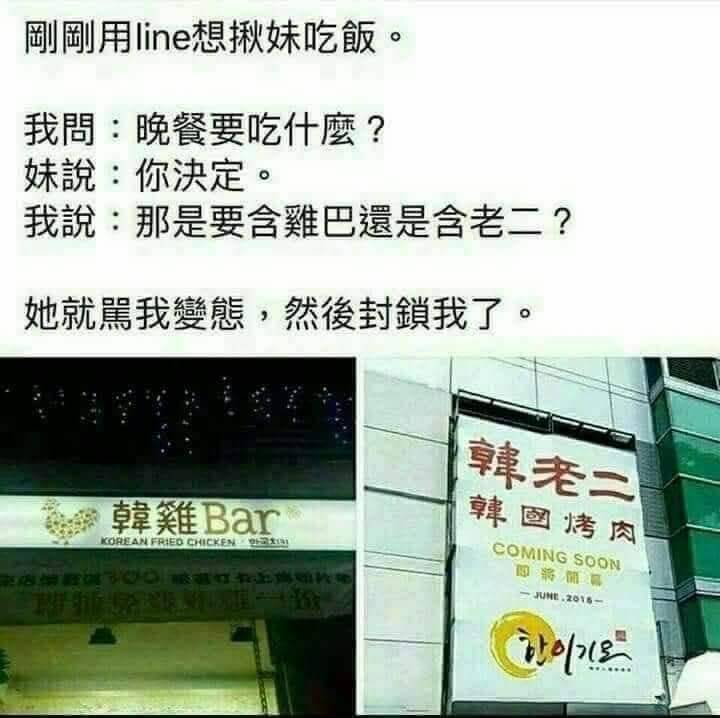 剛剛用line想揪妹吃飯。
我問：晚餐要吃什麼？
妹說：你決定。
我說：那是要含雞巴還是含老二？
她就罵我變態，然後封鎖我了。
韓雞Bar
KOREAN FRIED CHICKEN
韓老二
韓國烤肉
COMING SOON
即將開幕
JUNE.2016